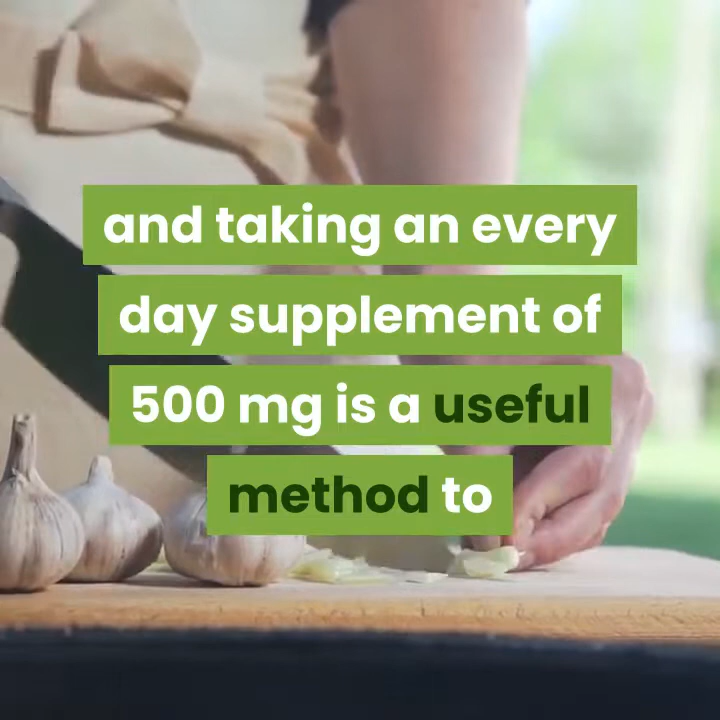 and taking an every
day supplement of
500 mg is a useful
method to